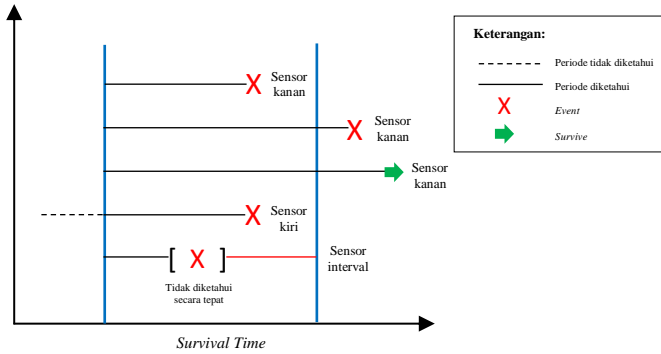 Sensor
kanan
Sensor
kanan
Sensor
kanan
Sensor
kiri
[ X ]
Sensor
interval
Tidak diketahui
secara tepat
Survival Time
Keterangan:
Periode tidak diketahui
Periode diketahui
X
Event
Survive